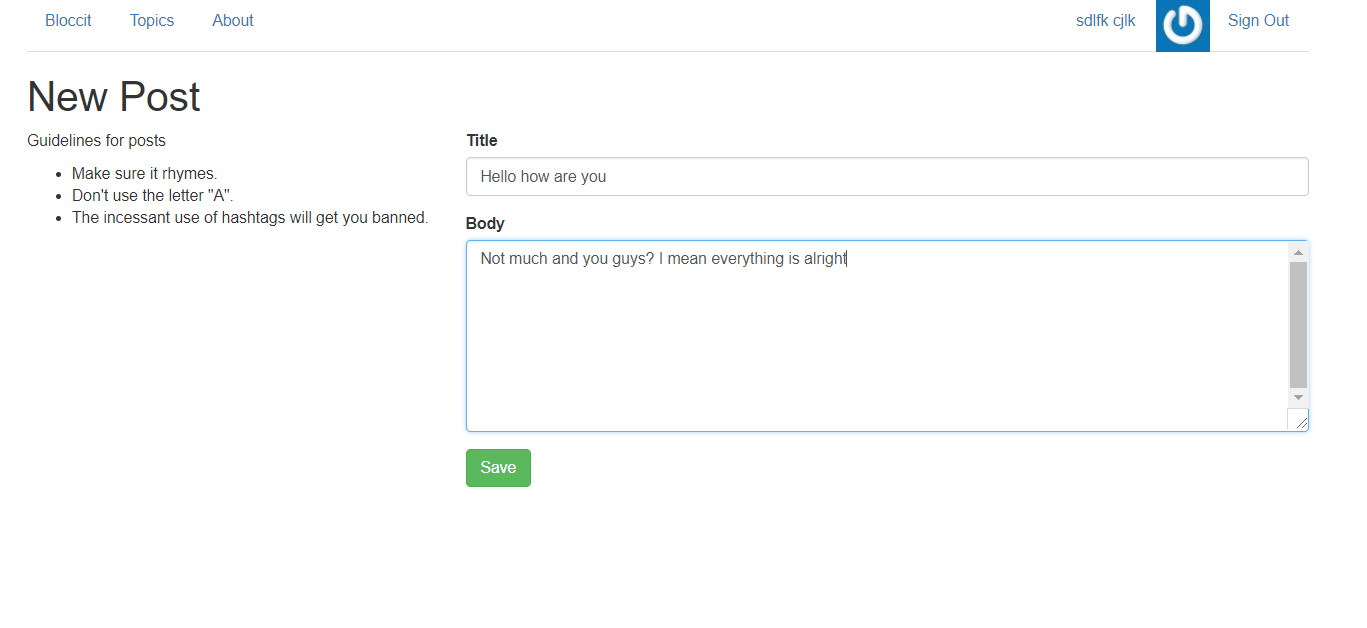 Bloccit Topics About sdlfk cjlk Sign Out
New Post
Guidelines for posts
Make sure it rhymes.
Don't use the letter "A".
The incessant use of hashtags will get you banned.
Title
Hello how are you
Body
Not much and you guys? I mean everything is alright
Save